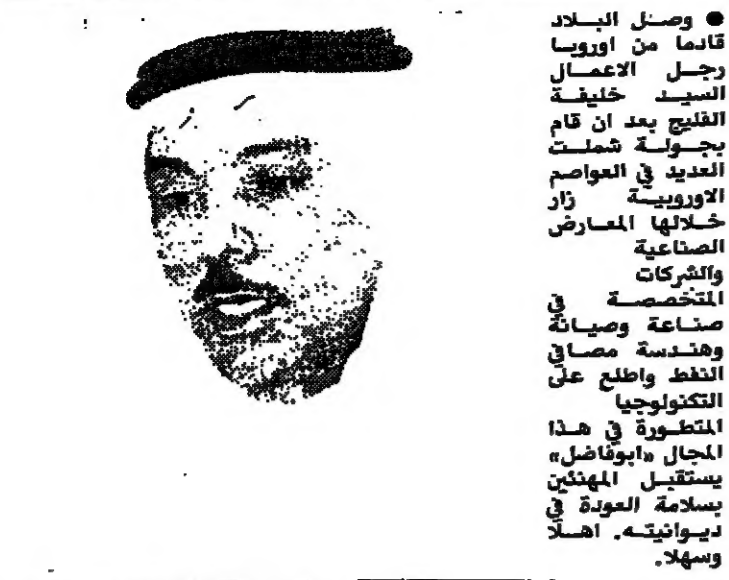 ● وصل البلاد
قادما من اوروبا
رجل الاعمال
السيد خليفة
الفليج بعد ان قام
بجولة شملت
العديد في العواصم
الاوروبية زار
خلالها المعارض
الصناعية
والشركات
المتخصصة في
صناعة وصيانة
وهندسة مصافي
النفط واطلع على
التكنولوجيا
المتطورة في هذا
المجال «ابوفاضل»
يستقبل المهنئين
بسلامة العودة في
ديوانيته. اهلا
وسهلا.